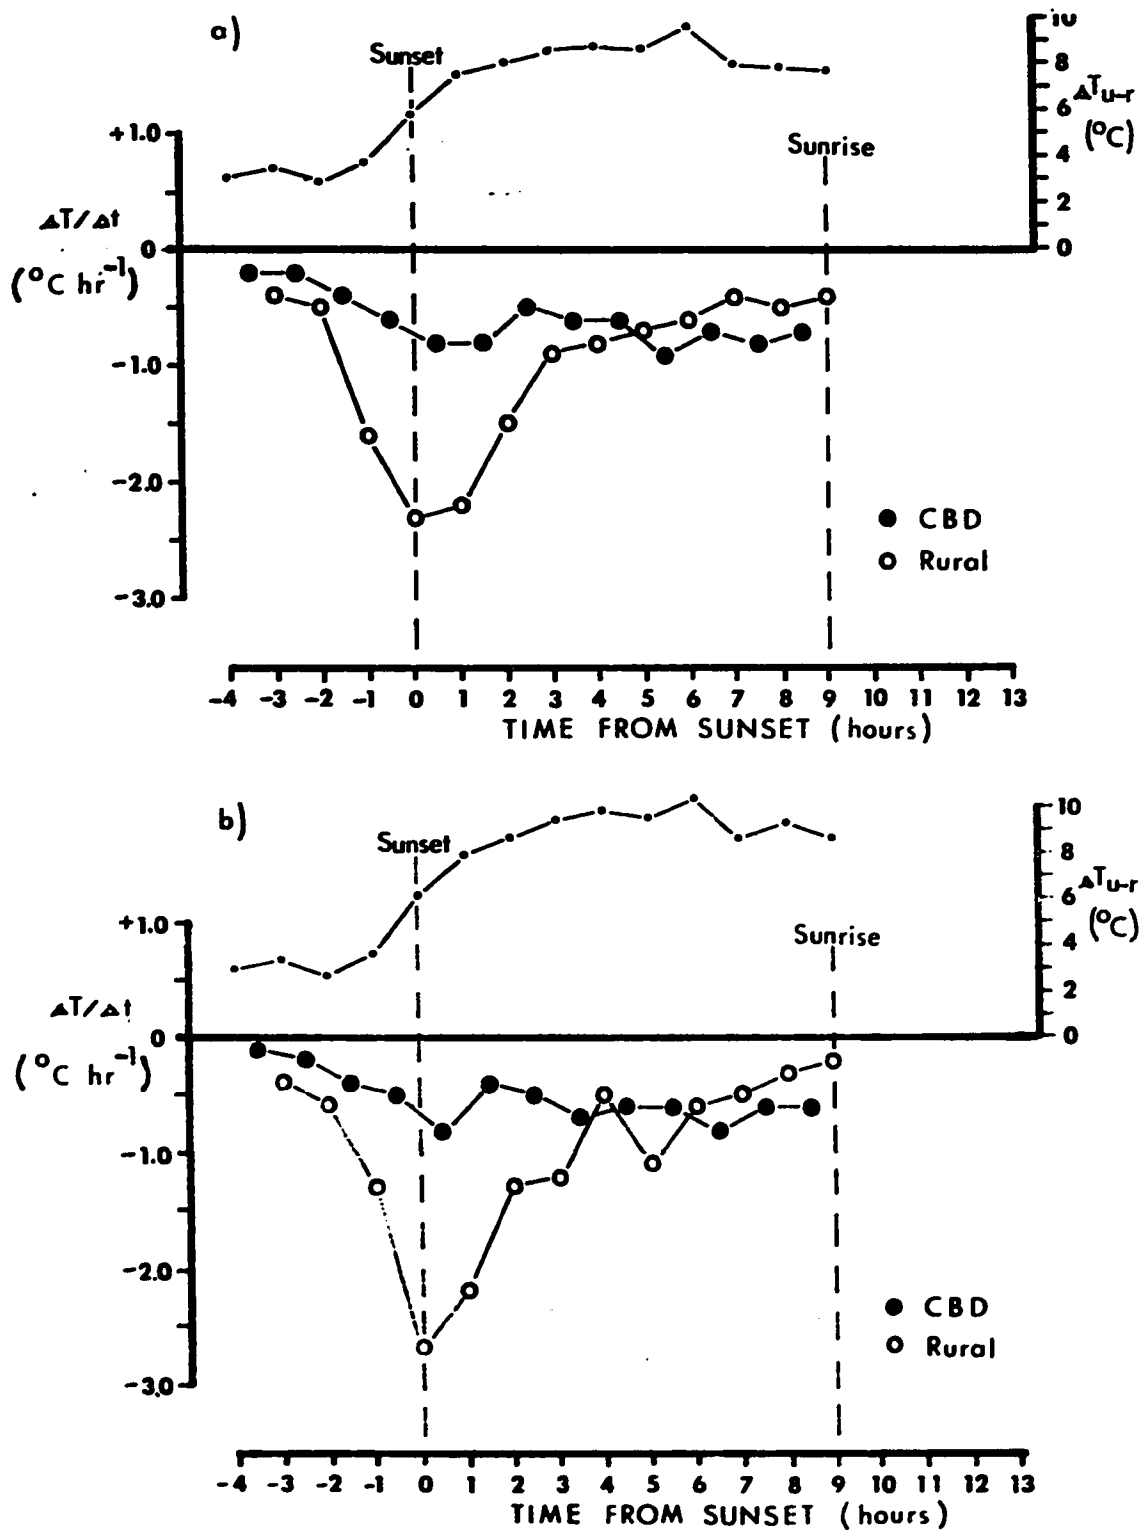 a)
Sunset
10
8
6
4
2
0
ΔTu-r
(°C)
Sunrise
+1.0
0
-1.0
-2.0
-3.0
ΔT/Δt
(°C hr⁻¹)
● CBD
○ Rural
-4 -3 -2 -1 0 1 2 3 4 5 6 7 8 9 10 11 12 13
TIME FROM SUNSET (hours)
b)
Sunset
10
8
6
4
2
0
ΔTu-r
(°C)
Sunrise
+1.0
0
-1.0
-2.0
-3.0
ΔT/Δt
(°C hr⁻¹)
● CBD
○ Rural
-4 -3 -2 -1 0 1 2 3 4 5 6 7 8 9 10 11 12 13
TIME FROM SUNSET (hours)